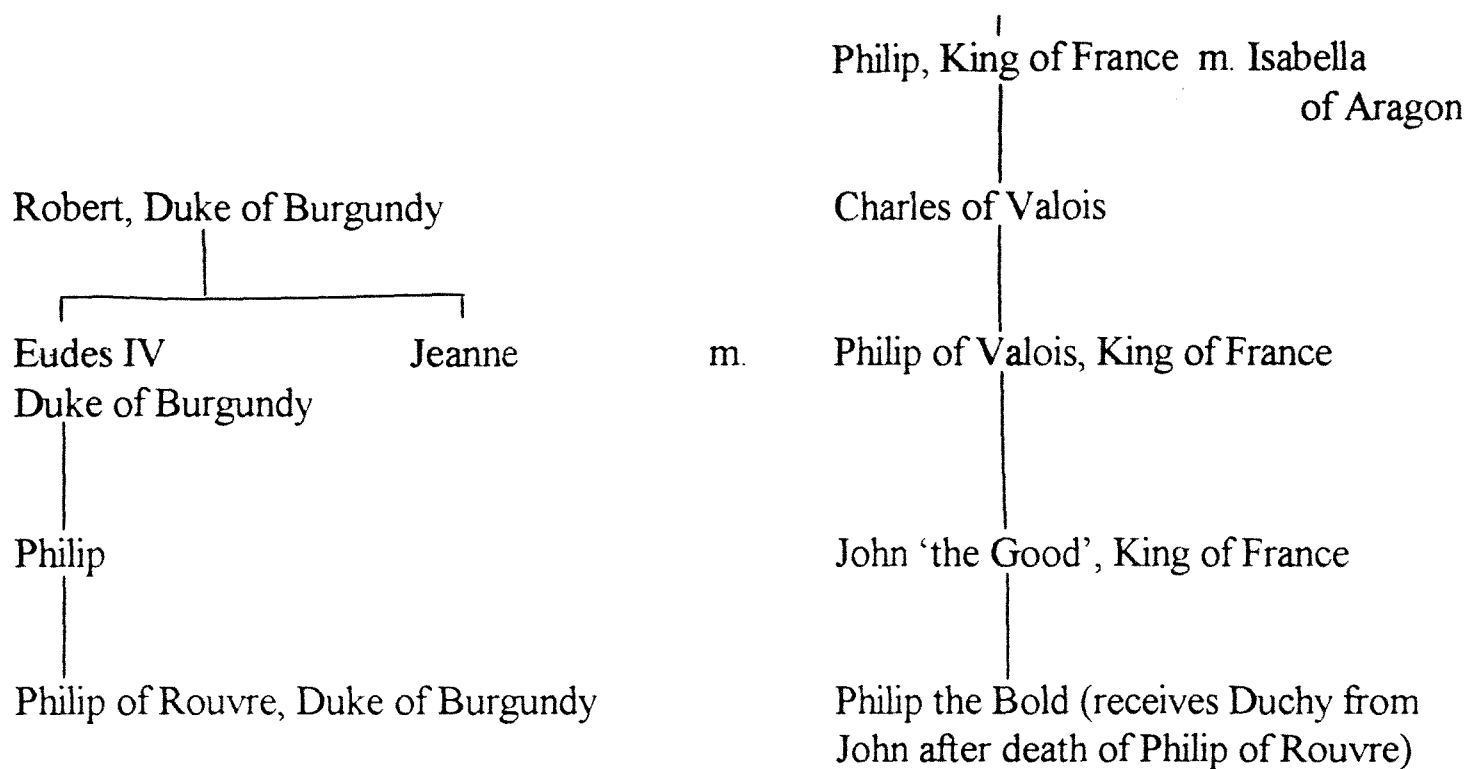 Philip, King of France m. Isabella
of Aragon
Robert, Duke of Burgundy
Charles of Valois
Eudes IV Jeanne m. Philip of Valois, King of France
Duke of Burgundy
Philip
John ‘the Good’, King of France
Philip of Rouvre, Duke of Burgundy
Philip the Bold (receives Duchy from
John after death of Philip of Rouvre)